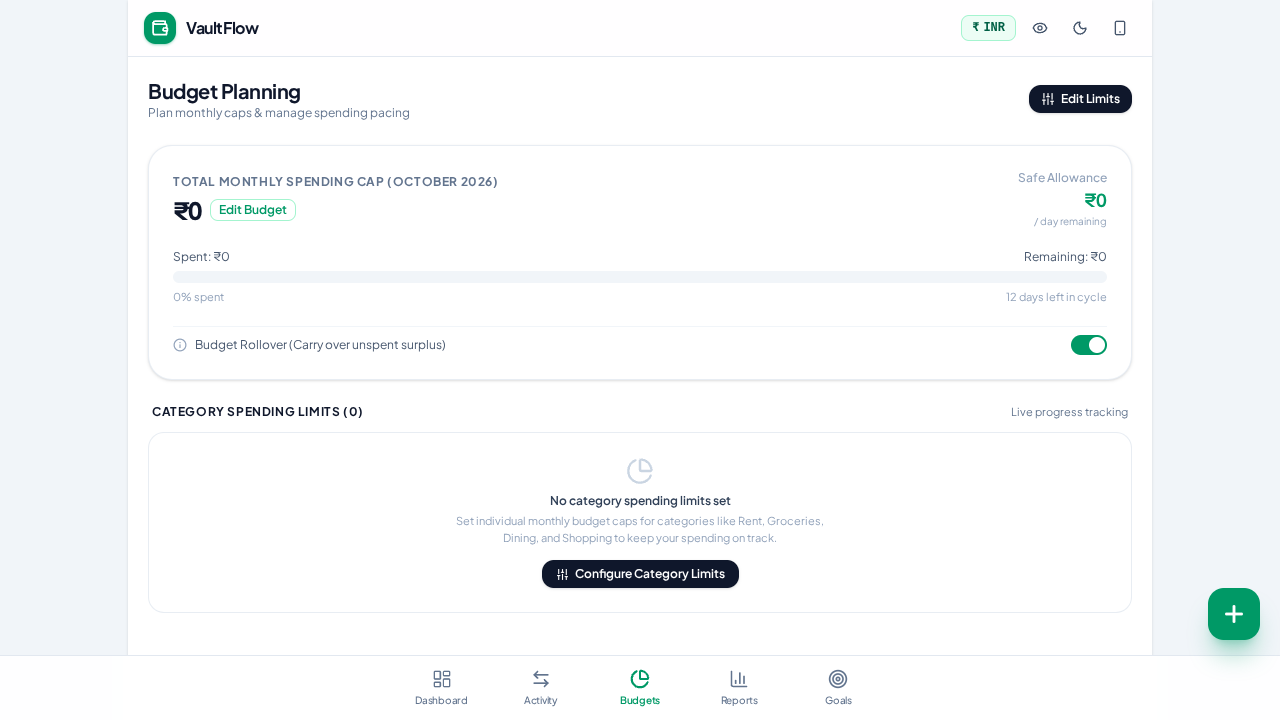 VaultFlow
₹ INR
Budget Planning
Plan monthly caps & manage spending pacing
Edit Limits
TOTAL MONTHLY SPENDING CAP (OCTOBER 2026)
₹0
Edit Budget
Safe Allowance
₹0
/ day remaining
Spent: ₹0
Remaining: ₹0
0% spent
12 days left in cycle
Budget Rollover (Carry over unspent surplus)
CATEGORY SPENDING LIMITS (0)
Live progress tracking
No category spending limits set
Set individual monthly budget caps for categories like Rent, Groceries,
Dining, and Shopping to keep your spending on track.
Configure Category Limits
Dashboard
Activity
Budgets
Reports
Goals